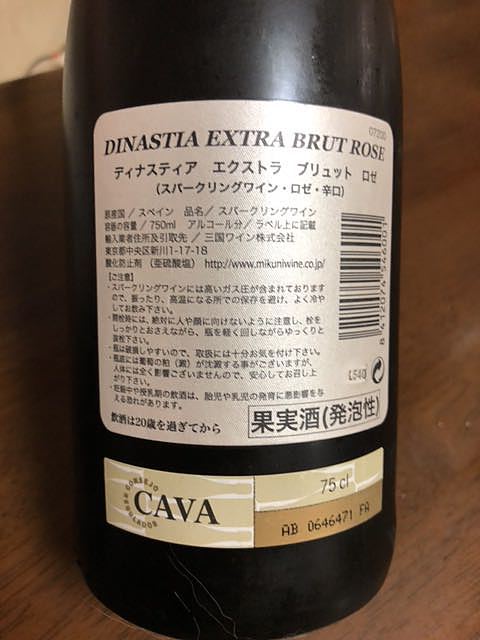 07200
DINASTIA EXTRA BRUT ROSE
ディナスティア エクストラ ブリュット ロゼ
(スパークリングワイン・ロゼ・辛口)
原産国／スペイン 品名／スパークリングワイン
容器の容量／750ml アルコール分／ラベル上に記載
輸入業者住所及引取先／三国ワイン株式会社
東京都中央区新川1-17-18
酸化防止剤 (亜硫酸塩) http://www.mikuniwine.co.jp/
【ご注意】
・スパークリングワインには高いガス圧が含まれておりますので、振ったり、高温になる所での保存を避け、よく冷やしてお飲み下さい。
・開栓時には、絶対に人や顔に向けないように注意し、栓をしっかりとおさえながら、瓶を軽く回しながらゆっくりと抜栓下さい。
・瓶は破損しやすいので、取扱には十分お気を付け下さい。
・瓶底には葡萄の粕(澱)が沈澱する事がございますが、人体には全く影響ございませんので、安心してお召し上がり下さい。
・妊娠中や授乳期の飲酒は、胎児や乳児の発育に悪影響を与える恐れがあります。
飲酒は20歳を過ぎてから
果実酒(発泡性)
8412074546001
L540
CONSEJO
REGULADOR
CAVA
75 cl
AB 0646471 FA